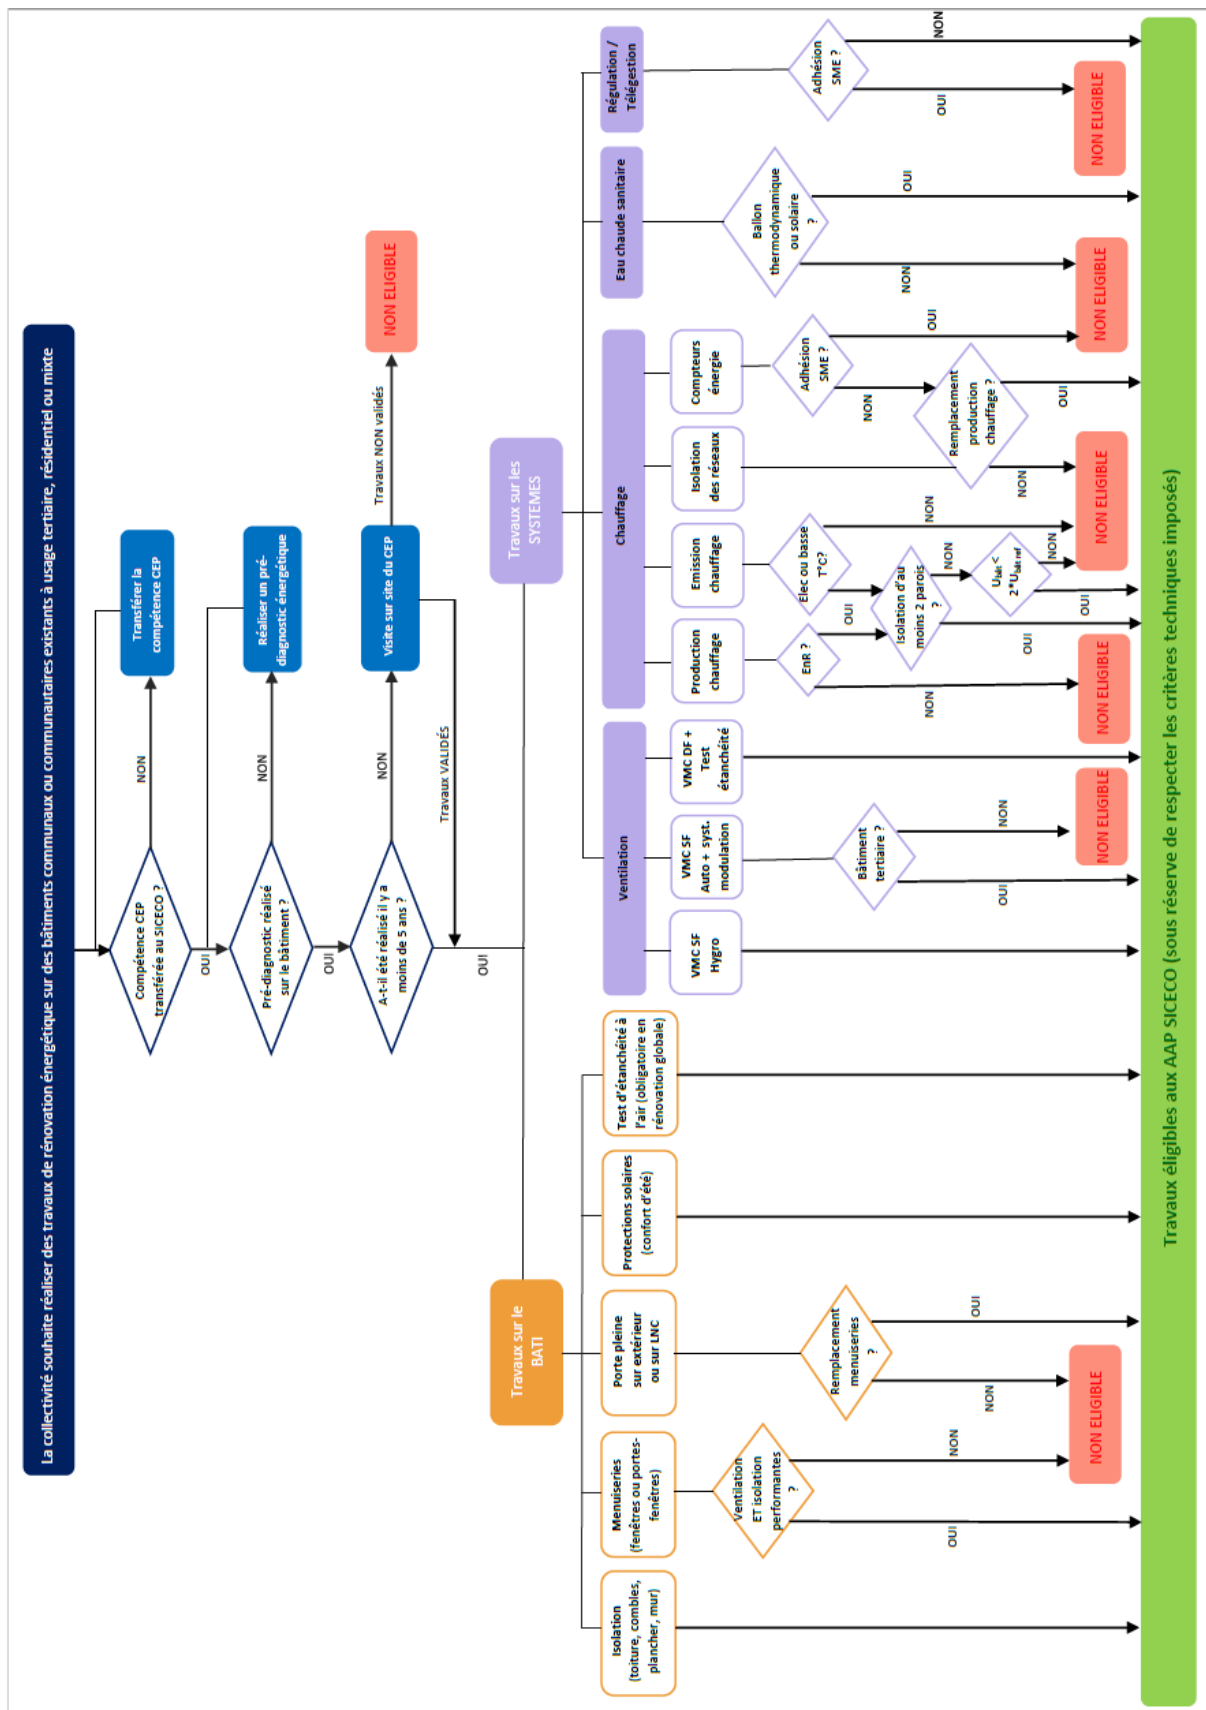 La collectivité souhaite réaliser des travaux de rénovation énergétique sur des bâtiments communaux ou communautaires existants à usage tertiaire, résidentiel ou mixte
Compétence CEP
transférée au SICECO ?
NON
Transférer la
compétence CEP
OUI
Pré-diagnostic réalisé
sur le bâtiment ?
NON
Réaliser un pré-
diagnostic énergétique
OUI
A-t-il été réalisé il y a
moins de 5 ans ?
NON
Visite sur site du CEP
Travaux NON validés
NON ELIGIBLE
Travaux VALIDÉS
OUI
Travaux sur le
BATI
Travaux sur les
SYSTEMES
Isolation
(toiture, combles,
plancher, mur)
Menuiseries
(fenêtres ou portes-
fenêtres)
Ventilation
ET isolation
performantes
?
OUI
NON
Porte pleine
sur extérieur
ou sur LNC
Remplacement
menuiseries
?
NON
OUI
NON ELIGIBLE
Protections solaires
(confort d'été)
Test d'étanchéité à
l'air (obligatoire en
rénovation globale)
Ventilation
VMC SF
Hygro
VMC SF
Auto + syst.
modulation
Bâtiment
tertiaire ?
OUI
NON
NON ELIGIBLE
VMC DF +
Test
étanchéité
Chauffage
Production
chauffage
EnR ?
NON
OUI
NON ELIGIBLE
Emission
chauffage
Elec ou basse
T°C?
NON
Isolation d'au
moins 2 parois
?
OUI
NON
Ubât <
2*Ubât ref
OUI
NON
NON ELIGIBLE
Isolation
des réseaux
Compteurs
énergie
Adhésion
SME ?
NON
OUI
Remplacement
production
chauffage ?
NON
OUI
NON ELIGIBLE
Eau chaude sanitaire
Ballon
thermodynamique
ou solaire
?
NON
OUI
Régulation /
Télégestion
Adhésion
SME ?
OUI
NON
NON ELIGIBLE
Travaux éligibles aux AAP SICECO (sous réserve de respecter les critères techniques imposés)